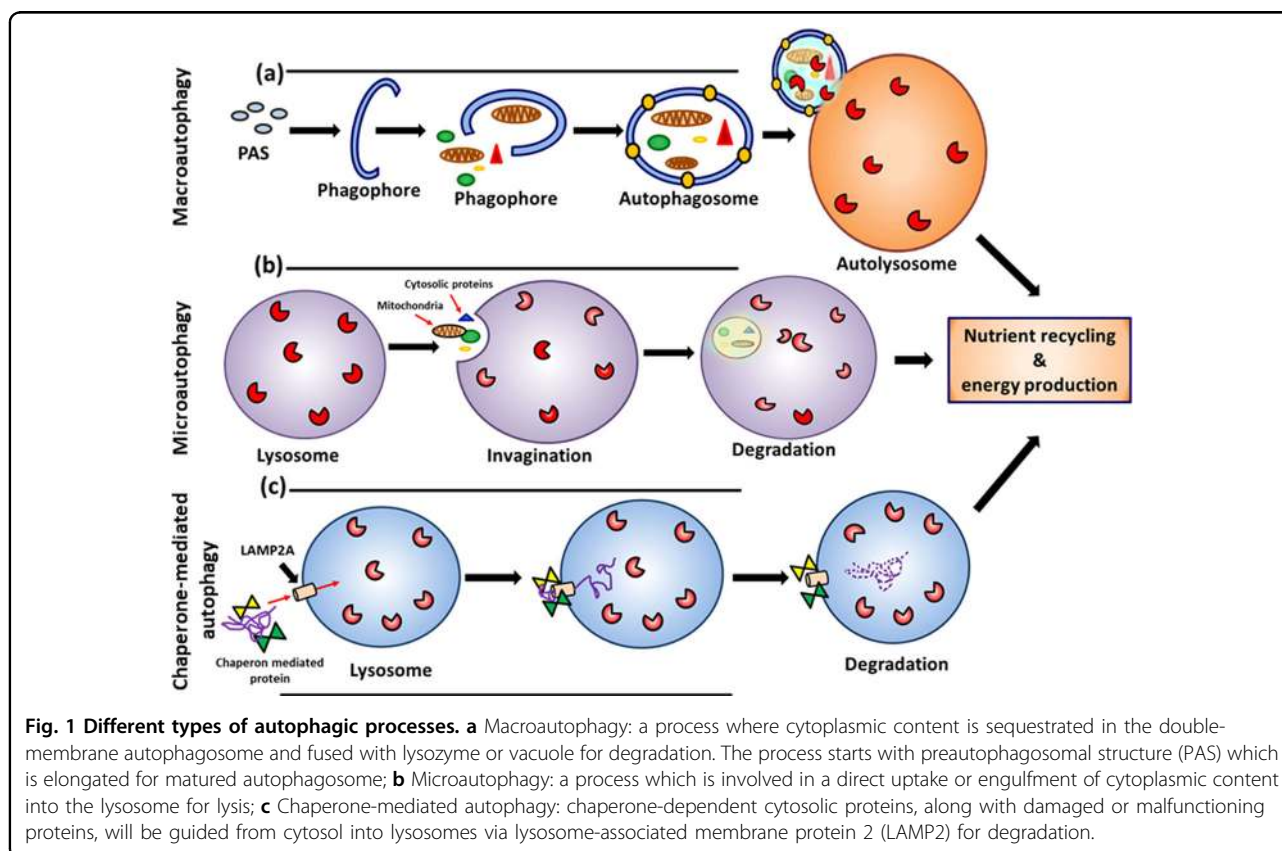 Macroautophagy
(a)
PAS
Phagophore
Phagophore
Autophagosome
Autolysosome
Microautophagy
(b)
Cytosolic proteins
Mitochondria
Lysosome
Invagination
Degradation
Nutrient recycling
&
energy production
Chaperone-mediated
autophagy
(c)
LAMP2A
Chaperon mediated
protein
Lysosome
Degradation
Fig. 1 Different types of autophagic processes. a Macroautophagy: a process where cytoplasmic content is sequestrated in the double-
membrane autophagosome and fused with lysozyme or vacuole for degradation. The process starts with preautophagosomal structure (PAS) which
is elongated for matured autophagosome; b Microautophagy: a process which is involved in a direct uptake or engulfment of cytoplasmic content
into the lysosome for lysis; c Chaperone-mediated autophagy: chaperone-dependent cytosolic proteins, along with damaged or malfunctioning
proteins, will be guided from cytosol into lysosomes via lysosome-associated membrane protein 2 (LAMP2) for degradation.